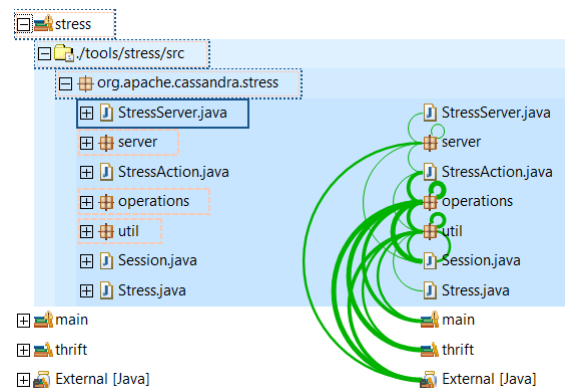 stress
./tools/stress/src
org.apache.cassandra.stress
StressServer.java StressServer.java
server server
StressAction.java StressAction.java
operations operations
util util
Session.java Session.java
Stress.java Stress.java
main main
thrift thrift
External [Java] External [Java]